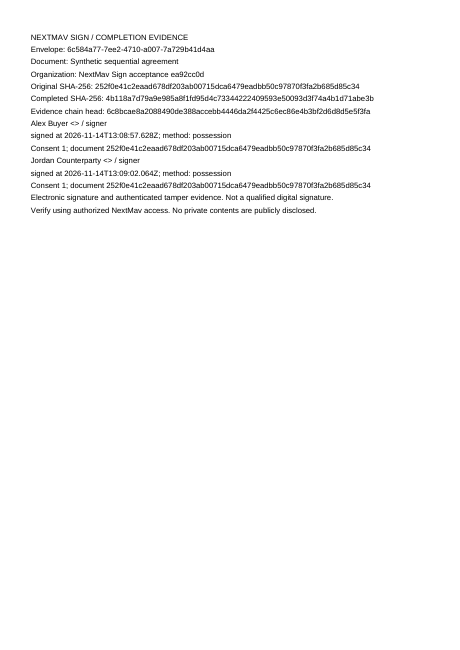 NEXTMAV SIGN / COMPLETION EVIDENCE
Envelope: 6c584a77-7ee2-4710-a007-7a729b41d4aa
Document: Synthetic sequential agreement
Organization: NextMav Sign acceptance ea92cc0d
Original SHA-256: 252f0e41c2eaad678df203ab00715dca6479eadbb50c97870f3fa2b685d85c34
Completed SHA-256: 4b118a7d79a9e985a8f1fd95d4c73344222409593e50093d3f74a4b1d71abe3b
Evidence chain head: 6c8bcae8a2088490de388accebb4446da2f4425c6ec86e4b3bf2d6d8d5e5f3fa
Alex Buyer <> / signer
signed at 2026-11-14T13:08:57.628Z; method: possession
Consent 1; document 252f0e41c2eaad678df203ab00715dca6479eadbb50c97870f3fa2b685d85c34
Jordan Counterparty <> / signer
signed at 2026-11-14T13:09:02.064Z; method: possession
Consent 1; document 252f0e41c2eaad678df203ab00715dca6479eadbb50c97870f3fa2b685d85c34
Electronic signature and authenticated tamper evidence. Not a qualified digital signature.
Verify using authorized NextMav access. No private contents are publicly disclosed.